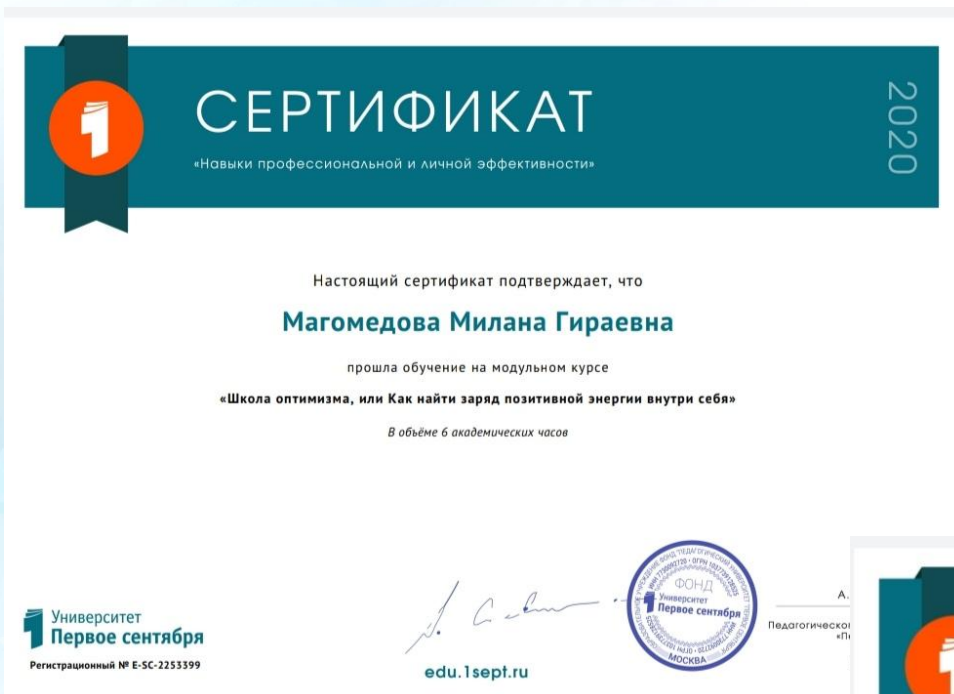 СЕРТИФИКАТ
2020
«Навыки профессиональной и личной эффективности»
Настоящий сертификат подтверждает, что
Магомедова Милана Гираевна
прошла обучение на модульном курсе
«Школа оптимизма, или Как найти заряд позитивной энергии внутри себя»
В объёме 6 академических часов
Университет
Первое сентября
Регистрационный № E-SC-2253399
edu.1sept.ru
ФОНД
Университет
Первое сентября
МОСКВА
А.